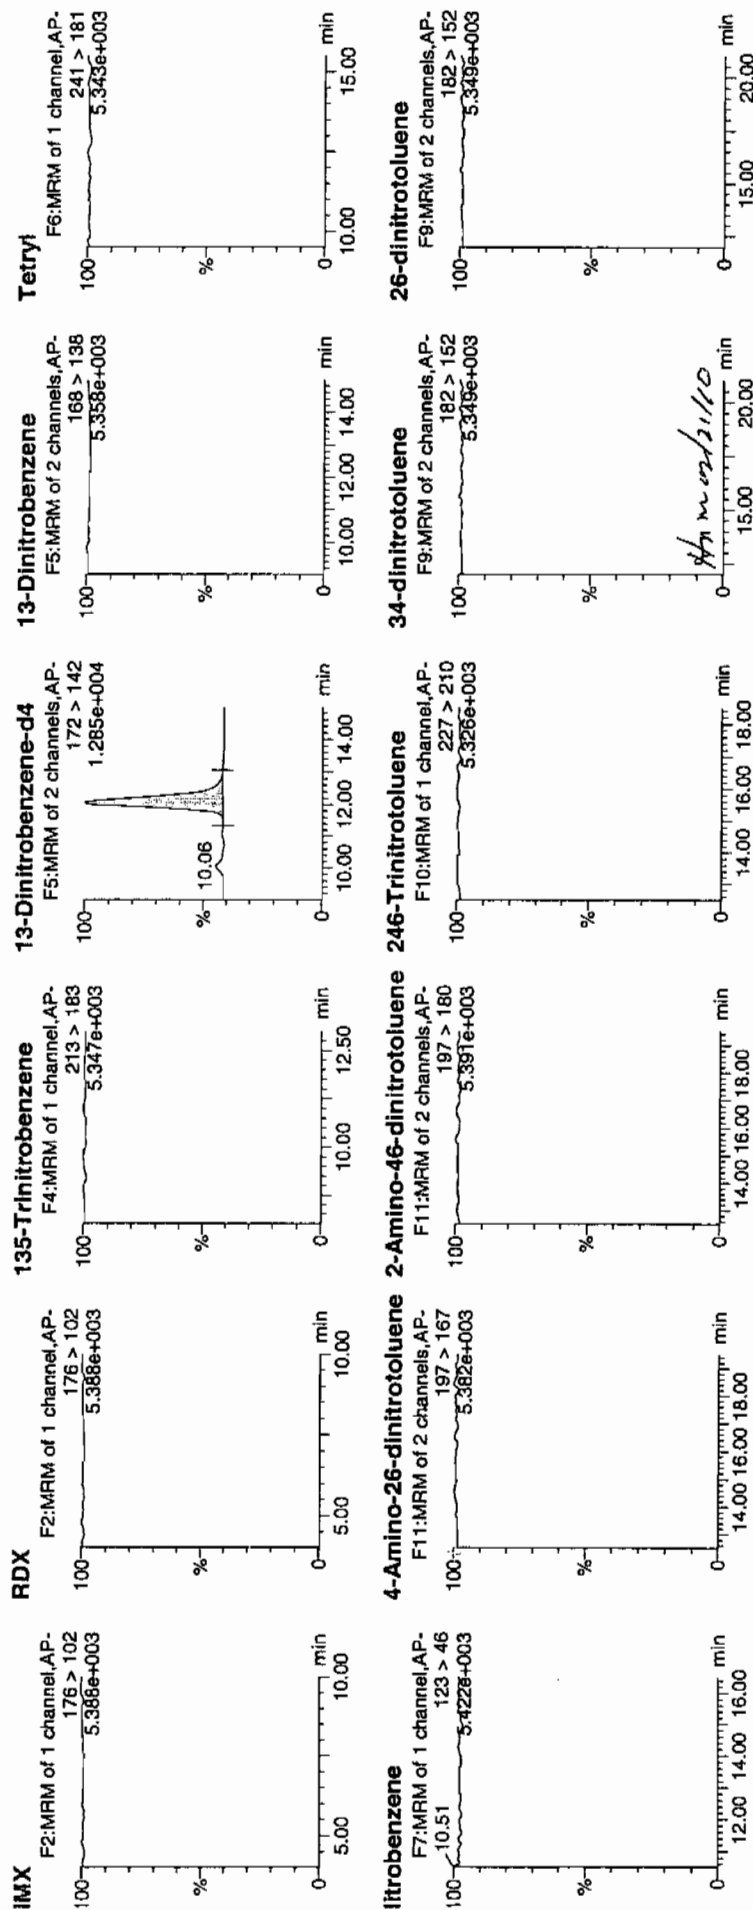 IMX
F2:MRM of 1 channel,AP-
176 > 102
5.388e+003
100
%
0
5.00 10.00 min
RDX
F2:MRM of 1 channel,AP-
176 > 102
5.388e+003
100
%
0
5.00 10.00 min
135-Trinitrobenzene
F4:MRM of 1 channel,AP-
213 > 183
5.347e+003
100
%
0
10.00 12.50 min
13-Dinitrobenzene-d4
F5:MRM of 2 channels,AP-
172 > 142
1.285e+004
100
%
10.06
0
10.00 12.00 14.00 min
13-Dinitrobenzene
F5:MRM of 2 channels,AP-
168 > 138
5.358e+003
100
%
0
10.00 12.00 14.00 min
Tetryl
F6:MRM of 1 channel,AP-
241 > 181
5.343e+003
100
%
0
10.00 15.00 min
litrobenzene
F7:MRM of 1 channel,AP-
123 > 46
5.422e+003
10.51
100
%
0
12.00 14.00 16.00 min
4-Amino-26-dinitrotoluene
F11:MRM of 2 channels,AP-
197 > 167
5.382e+003
100
%
0
14.00 16.00 18.00 min
2-Amino-46-dinitrotoluene
F11:MRM of 2 channels,AP-
197 > 180
5.391e+003
100
%
0
14.00 16.00 18.00 min
246-Trinitrotoluene
F10:MRM of 1 channel,AP-
227 > 210
5.326e+003
100
%
0
14.00 16.00 18.00 min
34-dinitrotoluene
F9:MRM of 2 channels,AP-
182 > 152
5.349e+003
100
%
0
15.00 20.00 min
02/21/10
26-dinitrotoluene
F9:MRM of 2 channels,AP-
182 > 152
5.349e+003
100
%
0
15.00 20.00 min